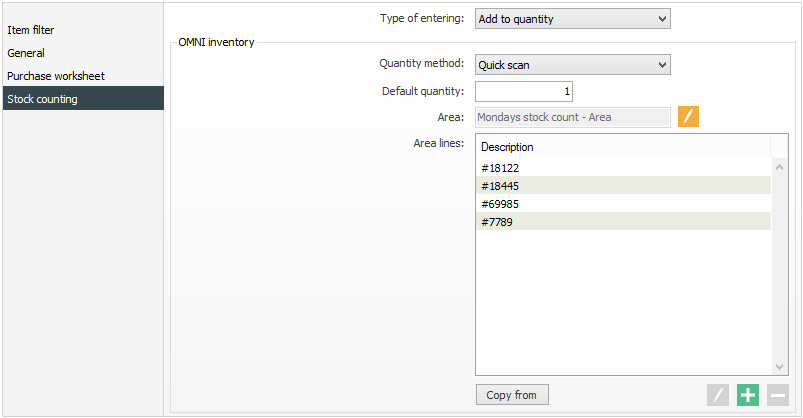 Item filter
General
Purchase worksheet
Stock counting
Type of entering: Add to quantity
OMNI inventory
Quantity method: Quick scan
Default quantity: 1
Area: Mondays stock count - Area
Area lines:
Description
#18122
#18445
#69985
#7789
Copy from